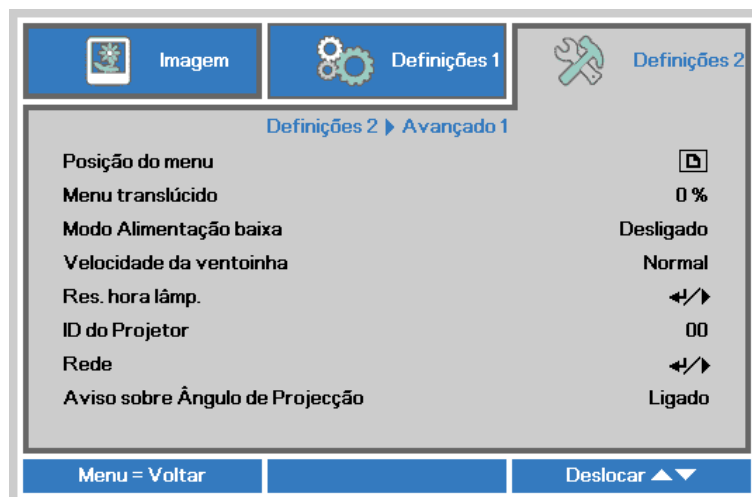 Imagem
Definições 1
Definições 2
Definições 2 ▶ Avançado 1
Posição do menu
Menu translúcido 0 %
Modo Alimentação baixa Desligado
Velocidade da ventoinha Normal
Res. hora lâmp. ↵/▶
ID do Projetor 00
Rede ↵/▶
Aviso sobre Ângulo de Projecção Ligado
Menu = Voltar
Deslocar ▲▼